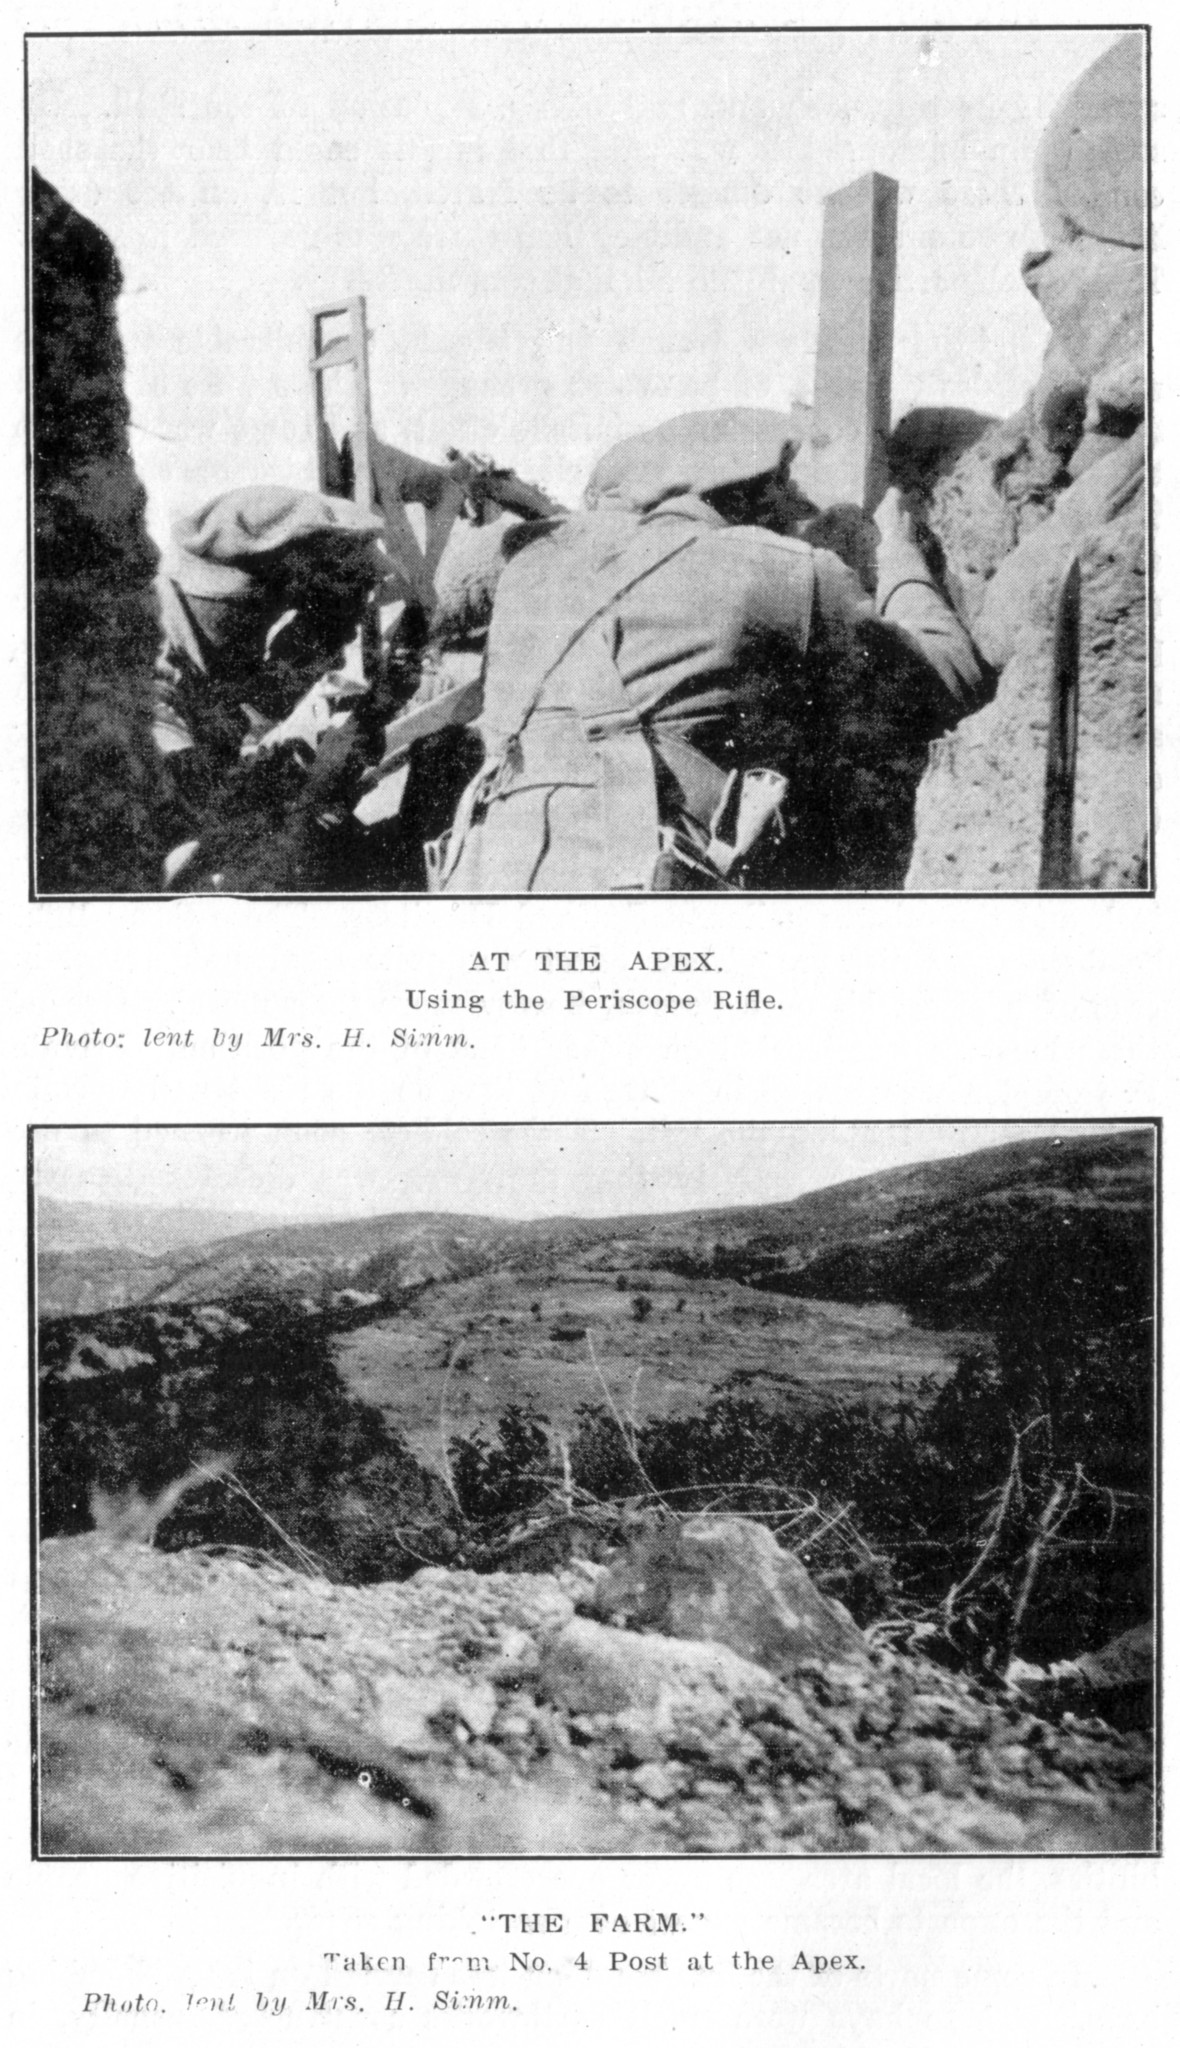 AT THE APEX.
Using the Periscope Rifle.
Photo: lent by Mrs. H. Simm.
"THE FARM."
Taken from No. 4 Post at the Apex.
Photo. lent by Mrs. H. Simm.